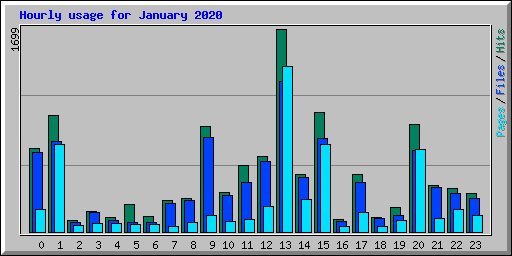 Hourly usage for January 2020
1699
Pages / Files / Hits
0 1 2 3 4 5 6 7 8 9 10 11 12 13 14 15 16 17 18 19 20 21 22 23